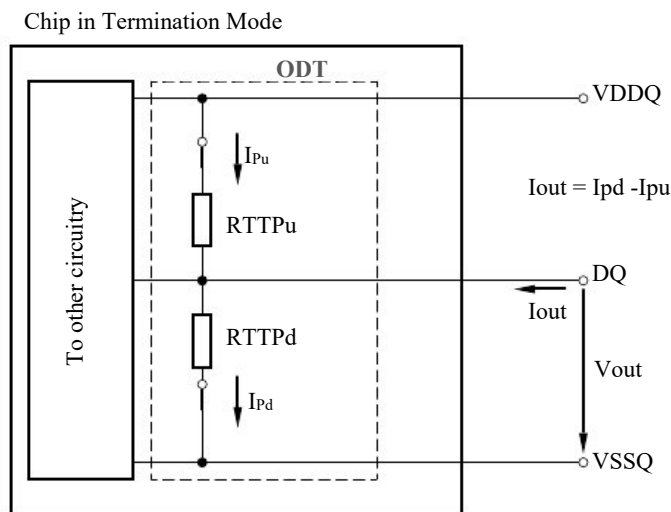 Chip in Termination Mode
ODT
VDDQ
IPu
Iout = Ipd -Ipu
RTTPu
To other circuitry
DQ
Iout
RTTPd
Vout
IPd
VSSQ